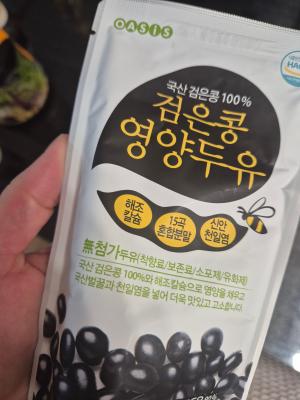 OASIS
국산 검은콩 100%
검은콩
영양두유
해조
칼슘
15곡
혼합분말
신안
천일염
無첨가두유(착향료/보존료/소포제/유화제)
국산 검은콩 100%와 해조칼슘으로 영양을 채우고
국산벌꿀과 천일염을 넣어 더욱 맛있고 고소합니다.